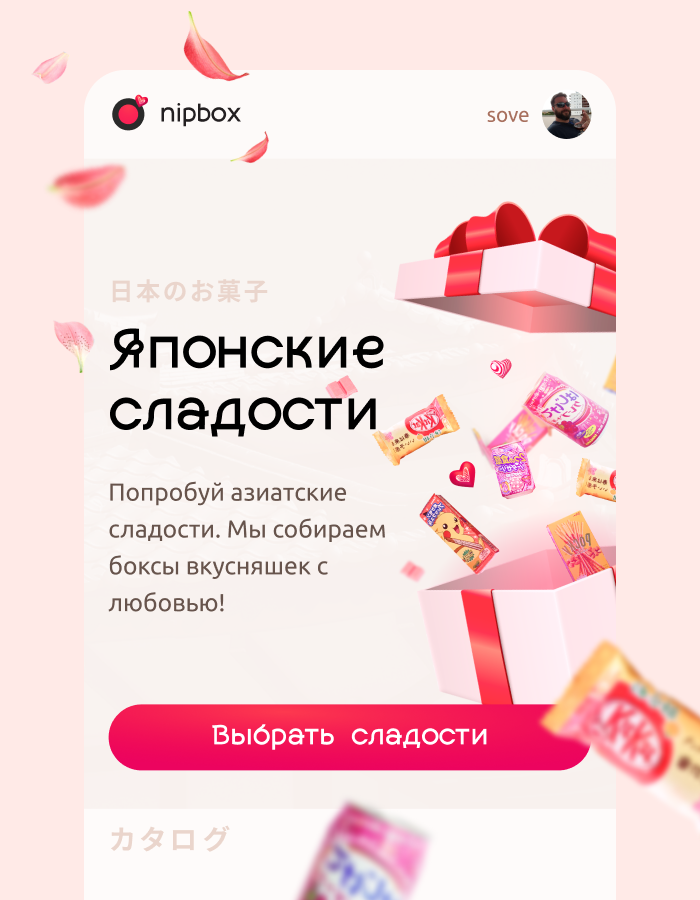 nipbox
sove
日本のお菓子
Японские
сладости
Попробуй азиатские
сладости. Мы собираем
боксы вкусняшек с
любовью!
Выбрать сладости
カタログ